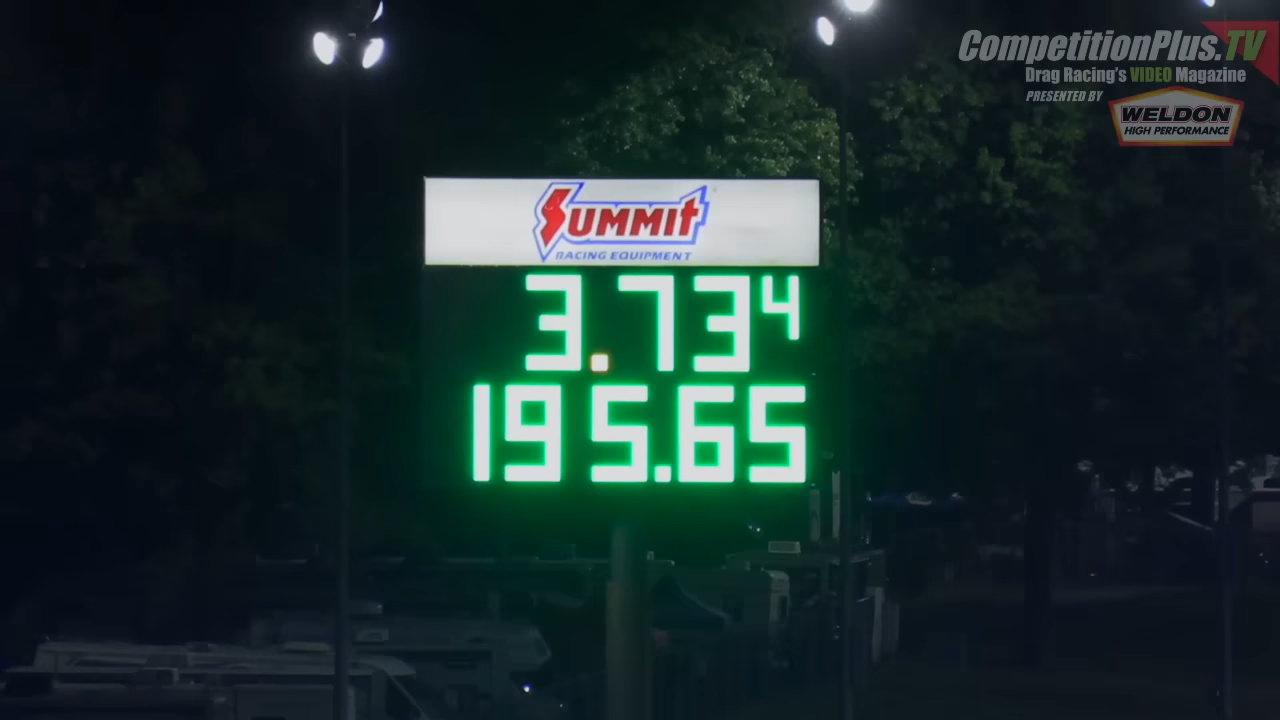 CompetitionPlus.TV
Drag Racing's VIDEO Magazine
PRESENTED BY
WELDON
HIGH PERFORMANCE
SUMMIT
RACING EQUIPMENT
3.734
195.65